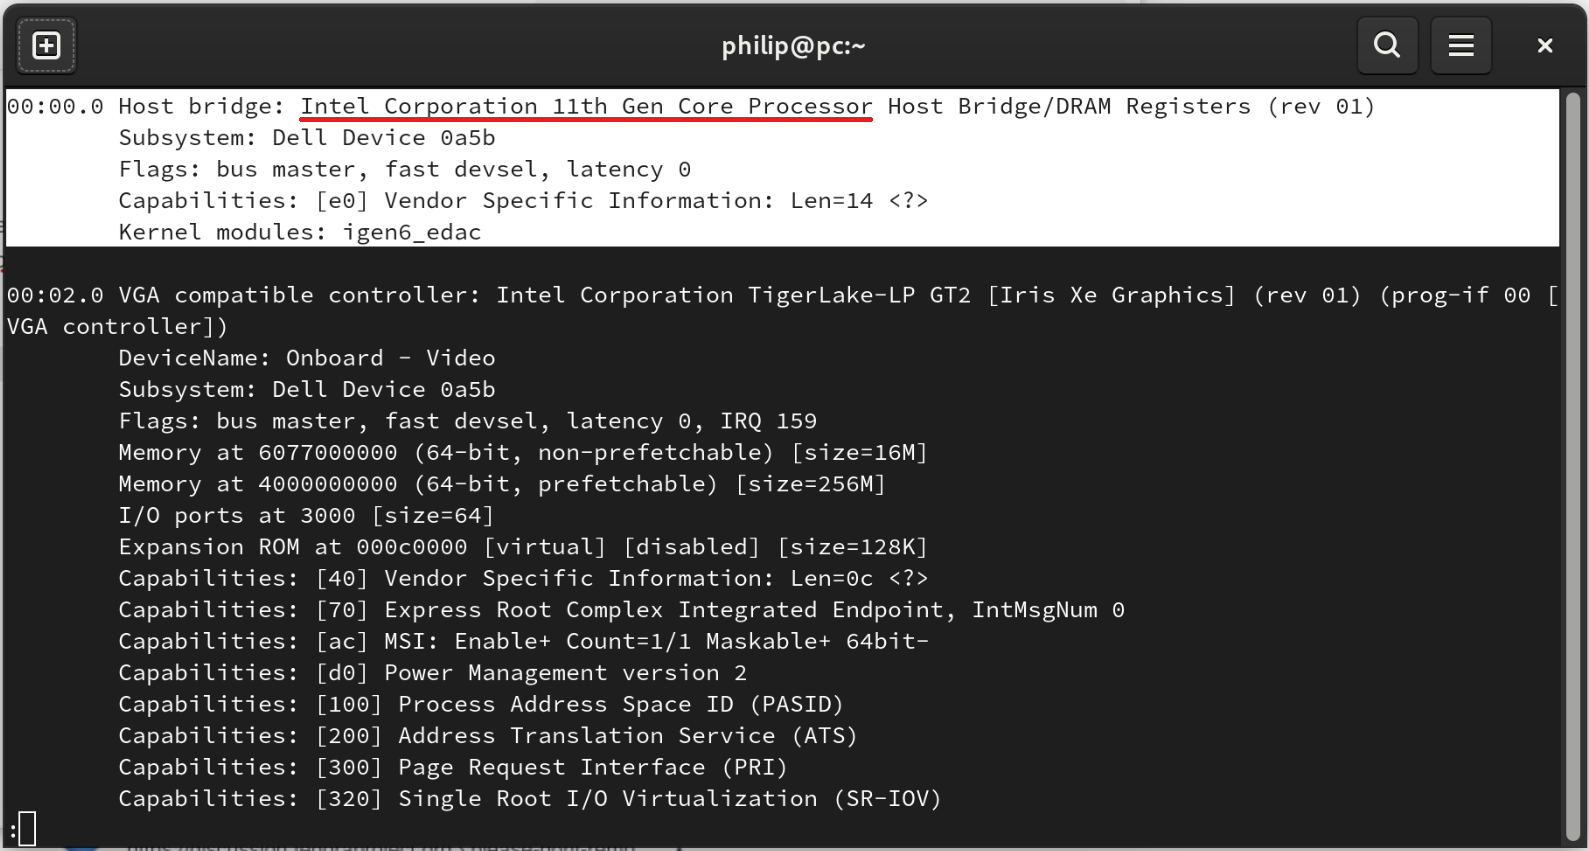 philip@pc:~
00:00.0 Host bridge: Intel Corporation 11th Gen Core Processor Host Bridge/DRAM Registers (rev 01)
Subsystem: Dell Device 0a5b
Flags: bus master, fast devsel, latency 0
Capabilities: [e0] Vendor Specific Information: Len=14 <?>
Kernel modules: igen6_edac
00:02.0 VGA compatible controller: Intel Corporation TigerLake-LP GT2 [Iris Xe Graphics] (rev 01) (prog-if 00 [
VGA controller])
DeviceName: Onboard - Video
Subsystem: Dell Device 0a5b
Flags: bus master, fast devsel, latency 0, IRQ 159
Memory at 6077000000 (64-bit, non-prefetchable) [size=16M]
Memory at 4000000000 (64-bit, prefetchable) [size=256M]
I/O ports at 3000 [size=64]
Expansion ROM at 000c0000 [virtual] [disabled] [size=128K]
Capabilities: [40] Vendor Specific Information: Len=0c <?>
Capabilities: [70] Express Root Complex Integrated Endpoint, IntMsgNum 0
Capabilities: [ac] MSI: Enable+ Count=1/1 Maskable+ 64bit-
Capabilities: [d0] Power Management version 2
Capabilities: [100] Process Address Space ID (PASID)
Capabilities: [200] Address Translation Service (ATS)
Capabilities: [300] Page Request Interface (PRI)
Capabilities: [320] Single Root I/O Virtualization (SR-IOV)
: